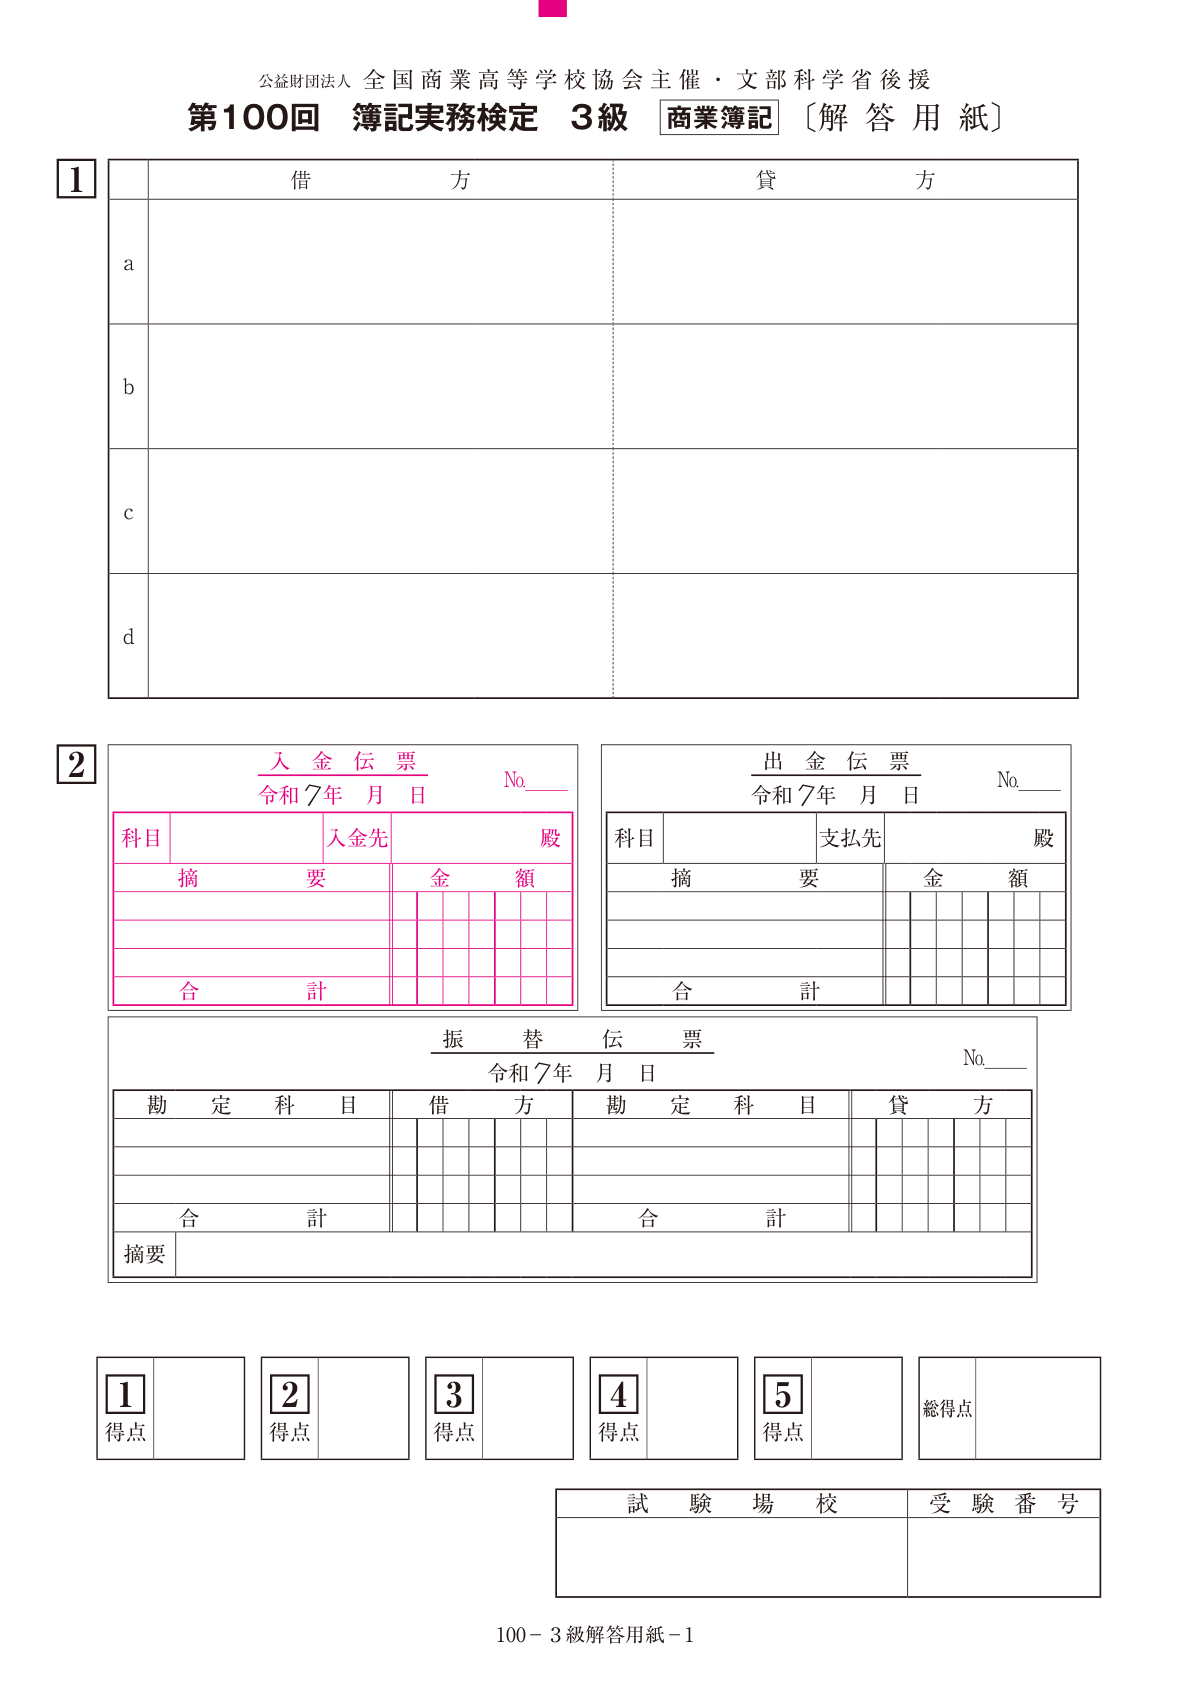 公益財団法人 全国商業高等学校協会主催・文部科学省後援
第100回 簿記実務検定 3級 商業簿記 〔解答用紙〕
1
借方 貸方
a
b
c
d
2
入金伝票
No.
令和7年 月 日
科目 入金先 殿
摘要 金額
合計
出金伝票
No.
令和7年 月 日
科目 支払先 殿
摘要 金額
合計
振替伝票
No.
令和7年 月 日
勘定科目 借方 勘定科目 貸方
合計 合計
摘要
1 得点
2 得点
3 得点
4 得点
5 得点
総得点
試験場校 受験番号
100－3級解答用紙－1